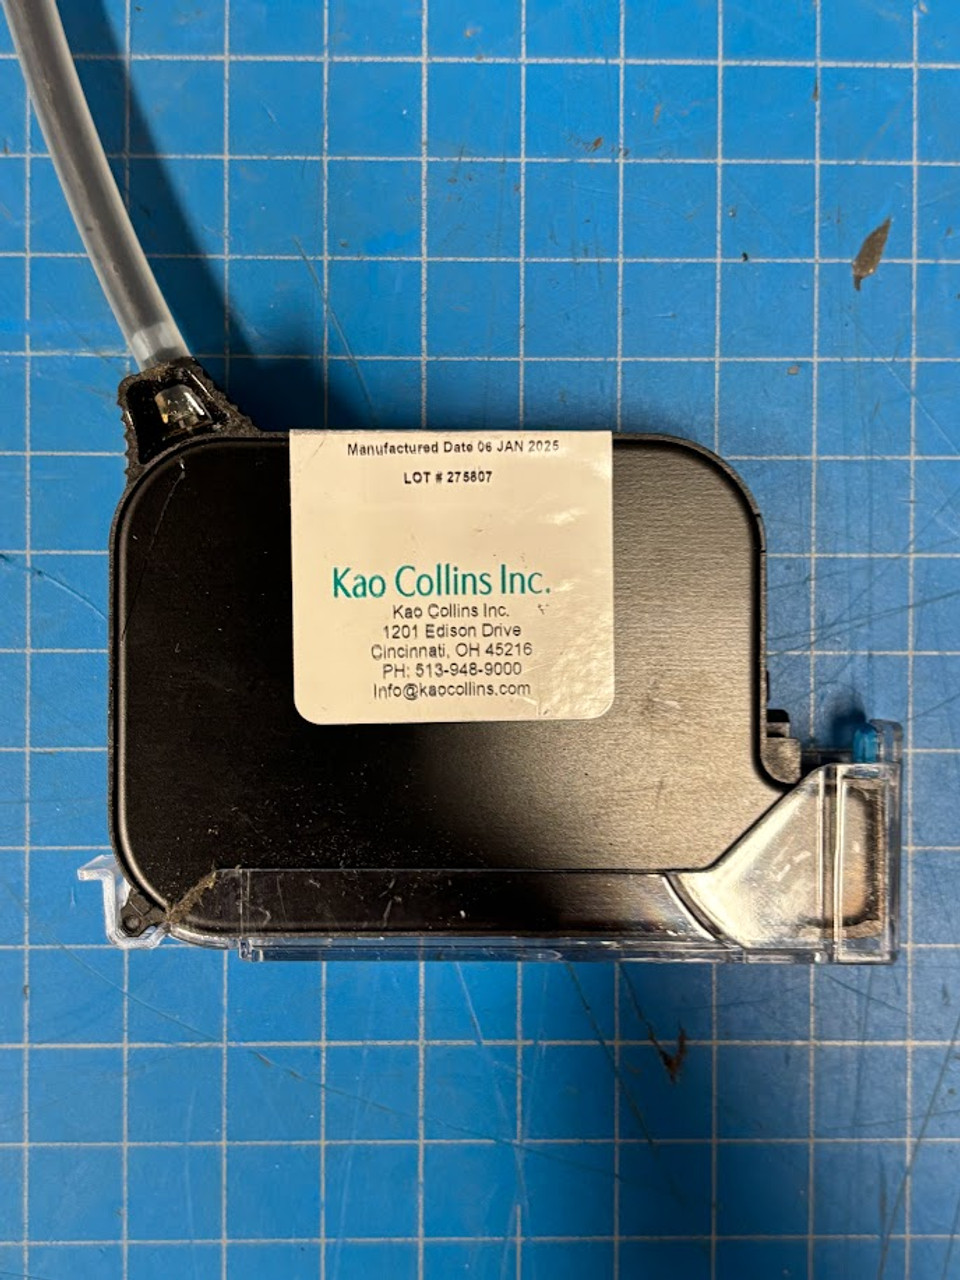 Manufactured Date 06 JAN 2025
LOT # 275807
Kao Collins Inc.
Kao Collins Inc.
1201 Edison Drive
Cincinnati, OH 45216
PH: 513-948-9000
Info@kaocollins.com